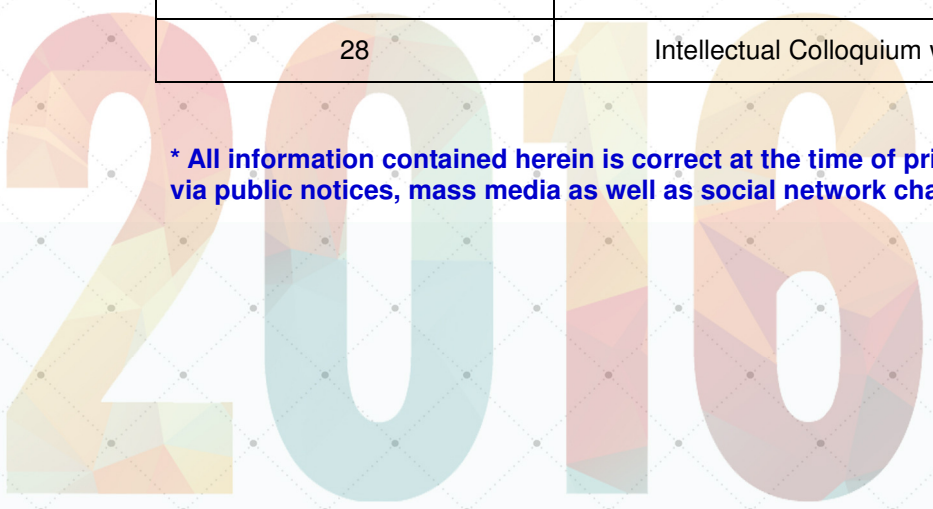 2016
28 Intellectual Colloquium
* All information contained herein is correct at the time of
via public notices, mass media as well as social network